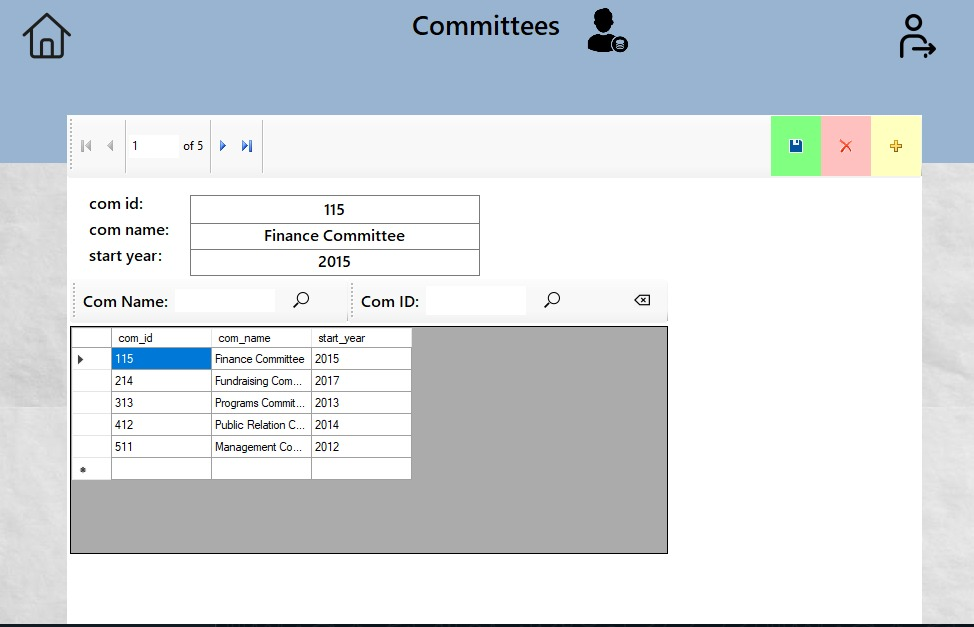 Committees
1 of 5
com id: 115
com name: Finance Committee
start year: 2015
Com Name: Com ID:
com_id com_name start_year
115 Finance Committee 2015
214 Fundraising Com... 2017
313 Programs Commit... 2013
412 Public Relation C... 2014
511 Management Co... 2012